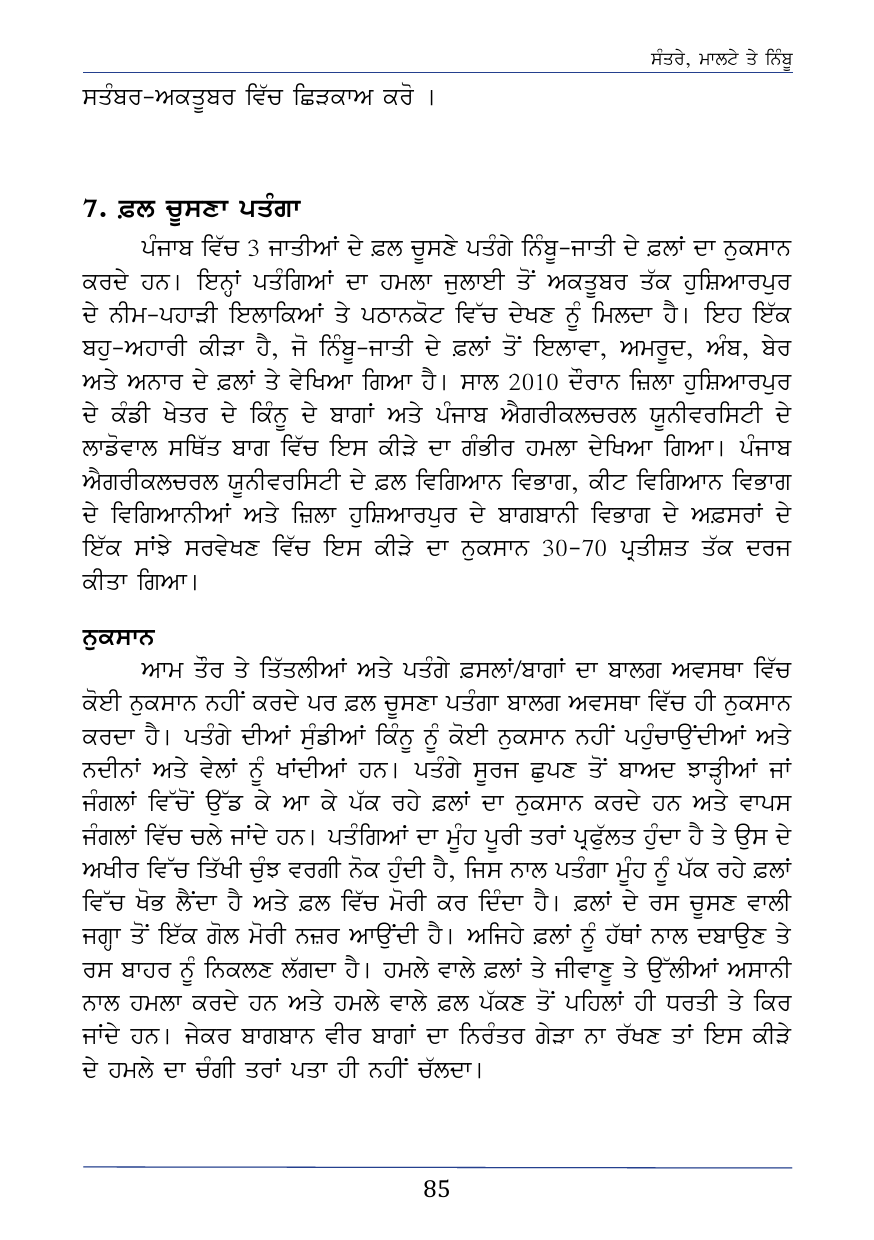 ਸੰਤਰੇ, ਮਾਲਟੇ ਤੇ ਨਿੰਬੂ
ਸਤੰਬਰ-ਅਕਤੂਬਰ ਵਿੱਚ ਛਿੜਕਾਅ ਕਰੋ ।
7. ਫ਼ਲ ਚੂਸਣਾ ਪਤੰਗਾ
ਪੰਜਾਬ ਵਿੱਚ 3 ਜਾਤੀਆਂ ਦੇ ਫ਼ਲ ਚੂਸਣੇ ਪਤੰਗੇ ਨਿੰਬੂ-ਜਾਤੀ ਦੇ ਫ਼ਲਾਂ ਦਾ ਨੁਕਸਾਨ
ਕਰਦੇ ਹਨ। ਇਨ੍ਹਾਂ ਪਤੰਗਿਆਂ ਦਾ ਹਮਲਾ ਜੁਲਾਈ ਤੋਂ ਅਕਤੂਬਰ ਤੱਕ ਹੁਸ਼ਿਆਰਪੁਰ
ਦੇ ਨੀਮ-ਪਹਾੜੀ ਇਲਾਕਿਆਂ ਤੇ ਪਠਾਨਕੋਟ ਵਿੱਚ ਦੇਖਣ ਨੂੰ ਮਿਲਦਾ ਹੈ। ਇਹ ਇੱਕ
ਬਹੁ-ਅਹਾਰੀ ਕੀੜਾ ਹੈ, ਜੋ ਨਿੰਬੂ-ਜਾਤੀ ਦੇ ਫ਼ਲਾਂ ਤੋਂ ਇਲਾਵਾ, ਅਮਰੂਦ, ਅੰਬ, ਬੇਰ
ਅਤੇ ਅਨਾਰ ਦੇ ਫ਼ਲਾਂ ਤੇ ਵੇਖਿਆ ਗਿਆ ਹੈ। ਸਾਲ 2010 ਦੌਰਾਨ ਜ਼ਿਲਾ ਹੁਸ਼ਿਆਰਪੁਰ
ਦੇ ਕੰਡੀ ਖੇਤਰ ਦੇ ਕਿੰਨੂ ਦੇ ਬਾਗਾਂ ਅਤੇ ਪੰਜਾਬ ਐਗਰੀਕਲਚਰਲ ਯੂਨੀਵਰਸਿਟੀ ਦੇ
ਲਾਡੋਵਾਲ ਸਥਿੱਤ ਬਾਗ ਵਿੱਚ ਇਸ ਕੀੜੇ ਦਾ ਗੰਭੀਰ ਹਮਲਾ ਦੇਖਿਆ ਗਿਆ। ਪੰਜਾਬ
ਐਗਰੀਕਲਚਰਲ ਯੂਨੀਵਰਸਿਟੀ ਦੇ ਫ਼ਲ ਵਿਗਿਆਨ ਵਿਭਾਗ, ਕੀਟ ਵਿਗਿਆਨ ਵਿਭਾਗ
ਦੇ ਵਿਗਿਆਨੀਆਂ ਅਤੇ ਜ਼ਿਲਾ ਹੁਸ਼ਿਆਰਪੁਰ ਦੇ ਬਾਗਬਾਨੀ ਵਿਭਾਗ ਦੇ ਅਫ਼ਸਰਾਂ ਦੇ
ਇੱਕ ਸਾਂਝੇ ਸਰਵੇਖਣ ਵਿੱਚ ਇਸ ਕੀੜੇ ਦਾ ਨੁਕਸਾਨ 30-70 ਪ੍ਰਤੀਸ਼ਤ ਤੱਕ ਦਰਜ
ਕੀਤਾ ਗਿਆ।
ਨੁਕਸਾਨ
ਆਮ ਤੌਰ ਤੇ ਤਿੱਤਲੀਆਂ ਅਤੇ ਪਤੰਗੇ ਫ਼ਸਲਾਂ/ਬਾਗਾਂ ਦਾ ਬਾਲਗ ਅਵਸਥਾ ਵਿੱਚ
ਕੋਈ ਨੁਕਸਾਨ ਨਹੀਂ ਕਰਦੇ ਪਰ ਫ਼ਲ ਚੂਸਣਾ ਪਤੰਗਾ ਬਾਲਗ ਅਵਸਥਾ ਵਿੱਚ ਹੀ ਨੁਕਸਾਨ
ਕਰਦਾ ਹੈ। ਪਤੰਗੇ ਦੀਆਂ ਸੁੰਡੀਆਂ ਕਿੰਨੂ ਨੂੰ ਕੋਈ ਨੁਕਸਾਨ ਨਹੀਂ ਪਹੁੰਚਾਉਂਦੀਆਂ ਅਤੇ
ਨਦੀਨਾਂ ਅਤੇ ਵੇਲਾਂ ਨੂੰ ਖਾਂਦੀਆਂ ਹਨ। ਪਤੰਗੇ ਸੂਰਜ ਛੁਪਣ ਤੋਂ ਬਾਅਦ ਝਾੜ੍ਹੀਆਂ ਜਾਂ
ਜੰਗਲਾਂ ਵਿੱਚੋਂ ਉੱਡ ਕੇ ਆ ਕੇ ਪੱਕ ਰਹੇ ਫ਼ਲਾਂ ਦਾ ਨੁਕਸਾਨ ਕਰਦੇ ਹਨ ਅਤੇ ਵਾਪਸ
ਜੰਗਲਾਂ ਵਿੱਚ ਚਲੇ ਜਾਂਦੇ ਹਨ। ਪਤੰਗਿਆਂ ਦਾ ਮੂੰਹ ਪੂਰੀ ਤਰਾਂ ਪ੍ਰਫੁੱਲਤ ਹੁੰਦਾ ਹੈ ਤੇ ਉਸ ਦੇ
ਅਖੀਰ ਵਿੱਚ ਤਿੱਖੀ ਚੁੰਝ ਵਰਗੀ ਨੋਕ ਹੁੰਦੀ ਹੈ, ਜਿਸ ਨਾਲ ਪਤੰਗਾ ਮੂੰਹ ਨੂੰ ਪੱਕ ਰਹੇ ਫ਼ਲਾਂ
ਵਿੱਚ ਖੋਭ ਲੈਂਦਾ ਹੈ ਅਤੇ ਫ਼ਲ ਵਿੱਚ ਮੋਰੀ ਕਰ ਦਿੰਦਾ ਹੈ। ਫ਼ਲਾਂ ਦੇ ਰਸ ਚੂਸਣ ਵਾਲੀ
ਜਗ੍ਹਾ ਤੋਂ ਇੱਕ ਗੋਲ ਮੋਰੀ ਨਜ਼ਰ ਆਉਂਦੀ ਹੈ। ਅਜਿਹੇ ਫ਼ਲਾਂ ਨੂੰ ਹੱਥਾਂ ਨਾਲ ਦਬਾਉਣ ਤੇ
ਰਸ ਬਾਹਰ ਨੂੰ ਨਿਕਲਣ ਲੱਗਦਾ ਹੈ। ਹਮਲੇ ਵਾਲੇ ਫ਼ਲਾਂ ਤੇ ਜੀਵਾਣੂ ਤੇ ਉੱਲੀਆਂ ਅਸਾਨੀ
ਨਾਲ ਹਮਲਾ ਕਰਦੇ ਹਨ ਅਤੇ ਹਮਲੇ ਵਾਲੇ ਫ਼ਲ ਪੱਕਣ ਤੋਂ ਪਹਿਲਾਂ ਹੀ ਧਰਤੀ ਤੇ ਕਿਰ
ਜਾਂਦੇ ਹਨ। ਜੇਕਰ ਬਾਗਬਾਨ ਵੀਰ ਬਾਗਾਂ ਦਾ ਨਿਰੰਤਰ ਗੇੜਾ ਨਾ ਰੱਖਣ ਤਾਂ ਇਸ ਕੀੜੇ
ਦੇ ਹਮਲੇ ਦਾ ਚੰਗੀ ਤਰਾਂ ਪਤਾ ਹੀ ਨਹੀਂ ਚੱਲਦਾ।
85